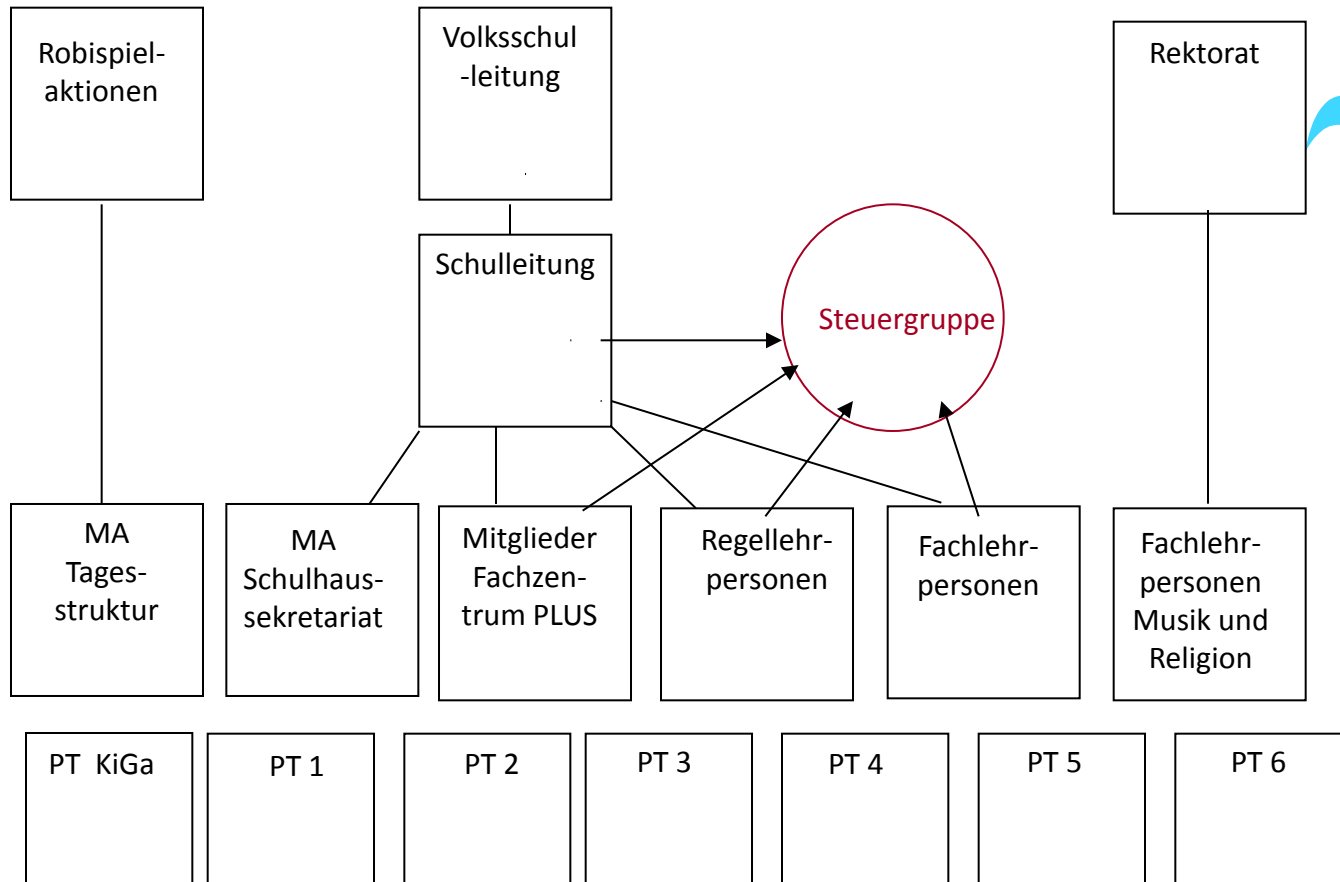 Robispiel-
aktionen
Volksschul
-leitung
Rektorat
Schulleitung
Steuergruppe
MA
Tages-
struktur
MA
Schulhaus-
sekretariat
Mitglieder
Fachzen-
trum PLUS
Regellehr-
personen
Fachlehr-
personen
Fachlehr-
personen
Musik und
Religion
PT KiGa
PT 1
PT 2
PT 3
PT 4
PT 5
PT 6